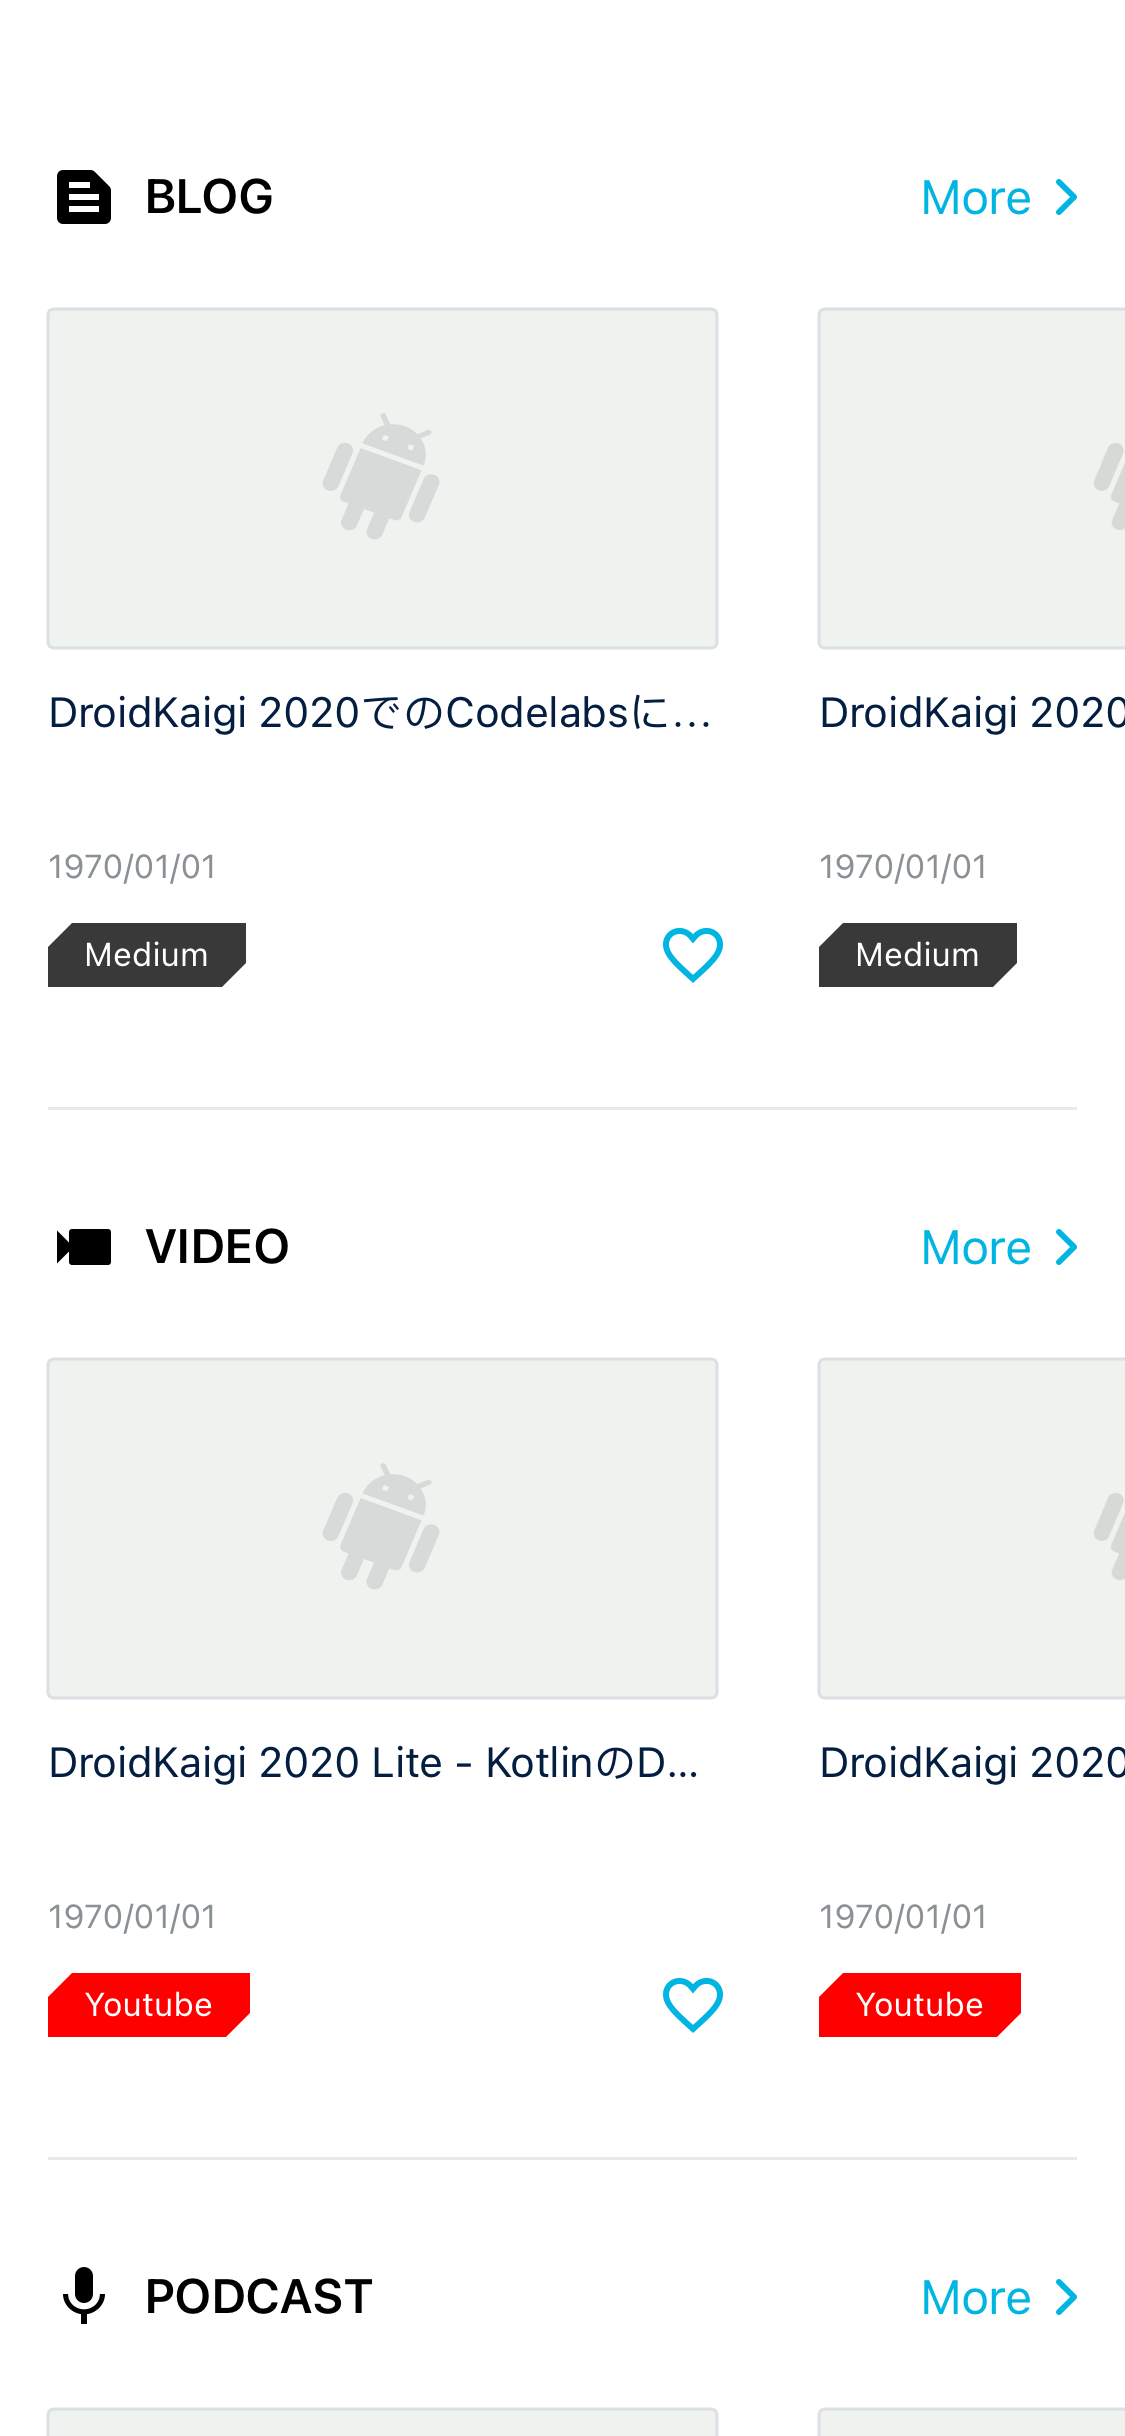 BLOG More
DroidKaigi 2020でのCodelabsに… DroidKaigi 2020
1970/01/01 1970/01/01
Medium Medium
VIDEO More
DroidKaigi 2020 Lite - KotlinのD... DroidKaigi 2020
1970/01/01 1970/01/01
Youtube Youtube
PODCAST More